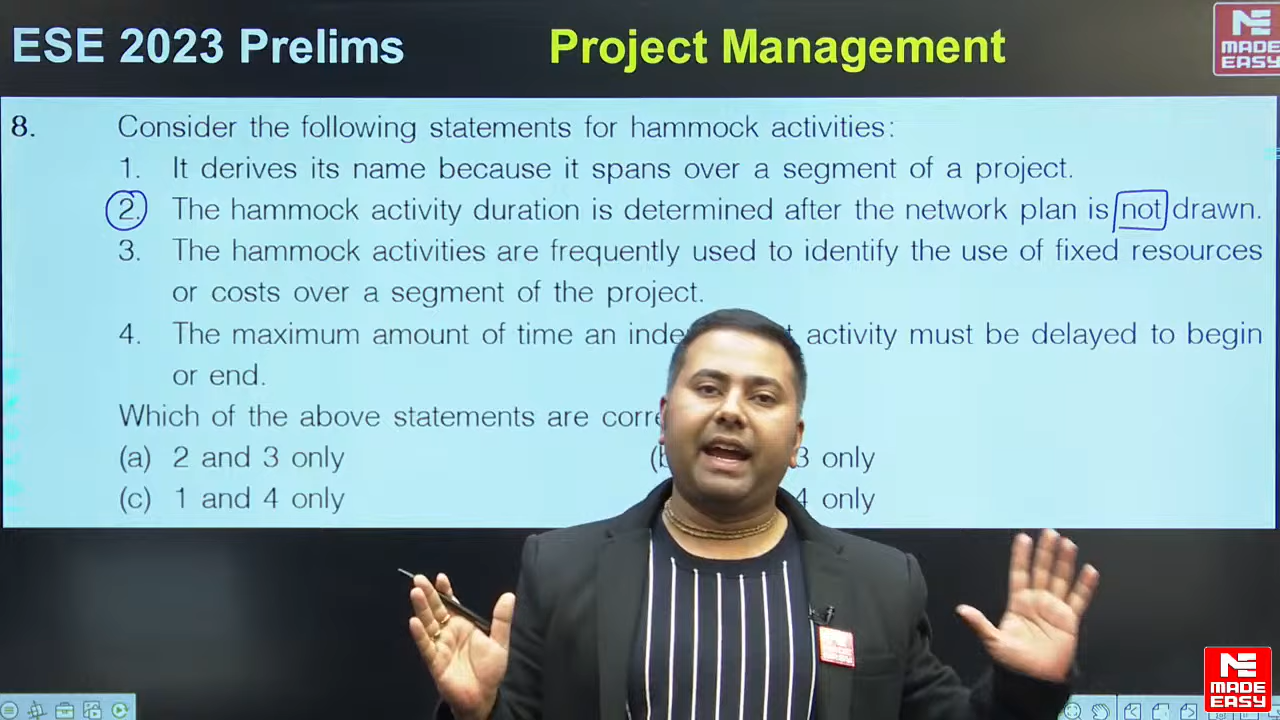 ESE 2023 Prelims Project Management
NE
MADE
EASY
8. Consider the following statements for hammock activities:
1. It derives its name because it spans over a segment of a project.
2. The hammock activity duration is determined after the network plan is not drawn.
3. The hammock activities are frequently used to identify the use of fixed resources
or costs over a segment of the project.
4. The maximum amount of time an activity must be delayed to begin
or end.
Which of the above statements are
(a) 2 and 3 only 3 only
(c) 1 and 4 only 4 only
NE
MADE
EASY